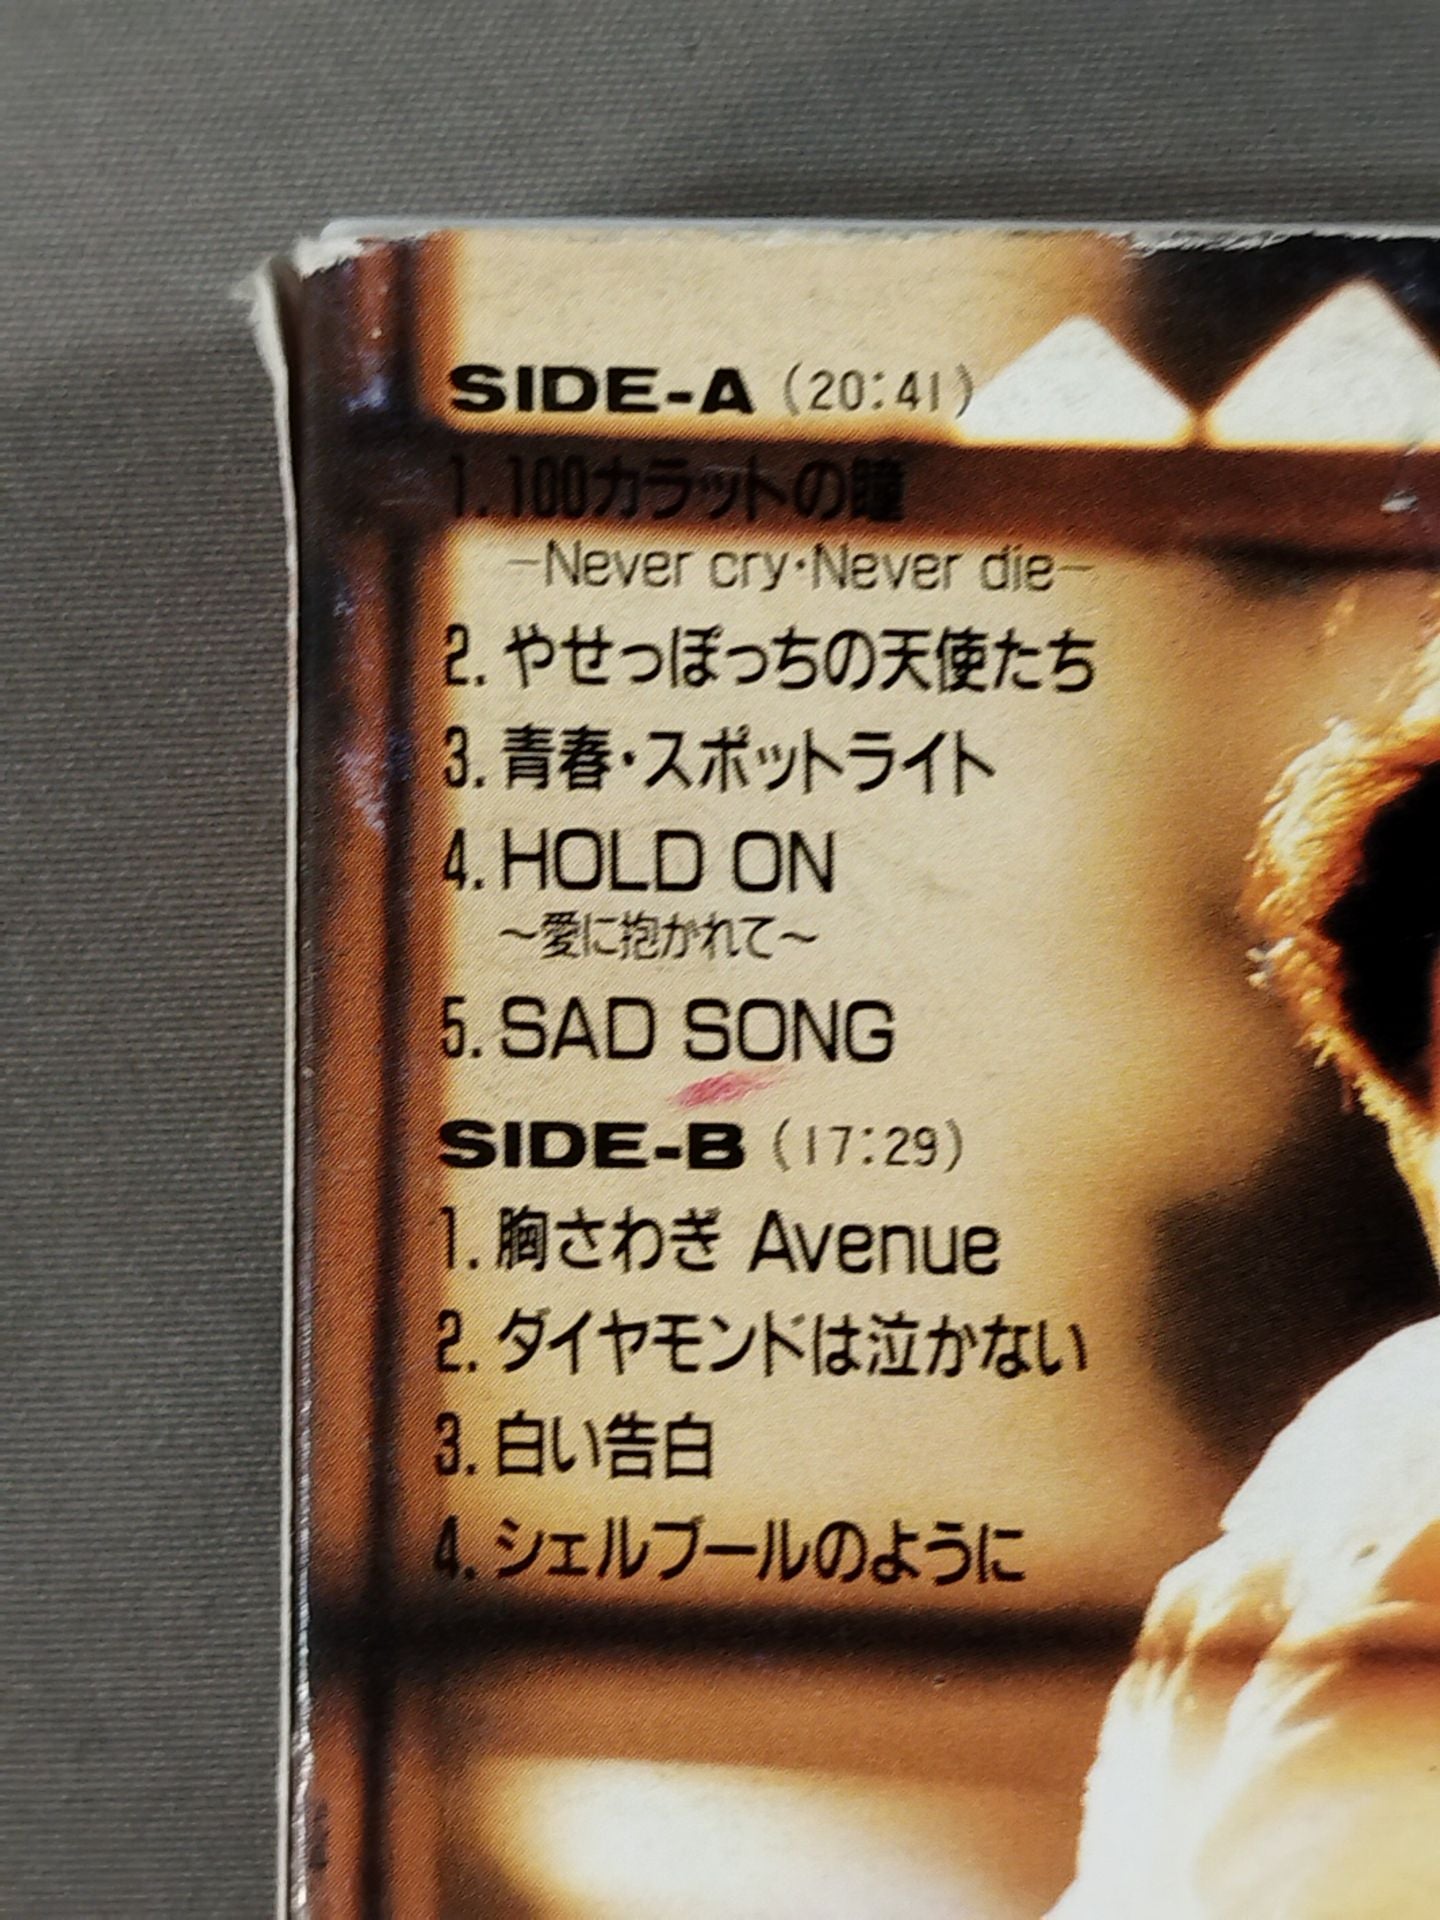 SIDE-A (20:41)
1. 100カラットの瞳
-Never cry・Never die-
2. やせっぽっちの天使たち
3. 青春・スポットライト
4. HOLD ON
～愛に抱かれて～
5. SAD SONG
SIDE-B (17:29)
1. 胸さわぎ Avenue
2. ダイヤモンドは泣かない
3. 白い告白
4. シェルブールのように